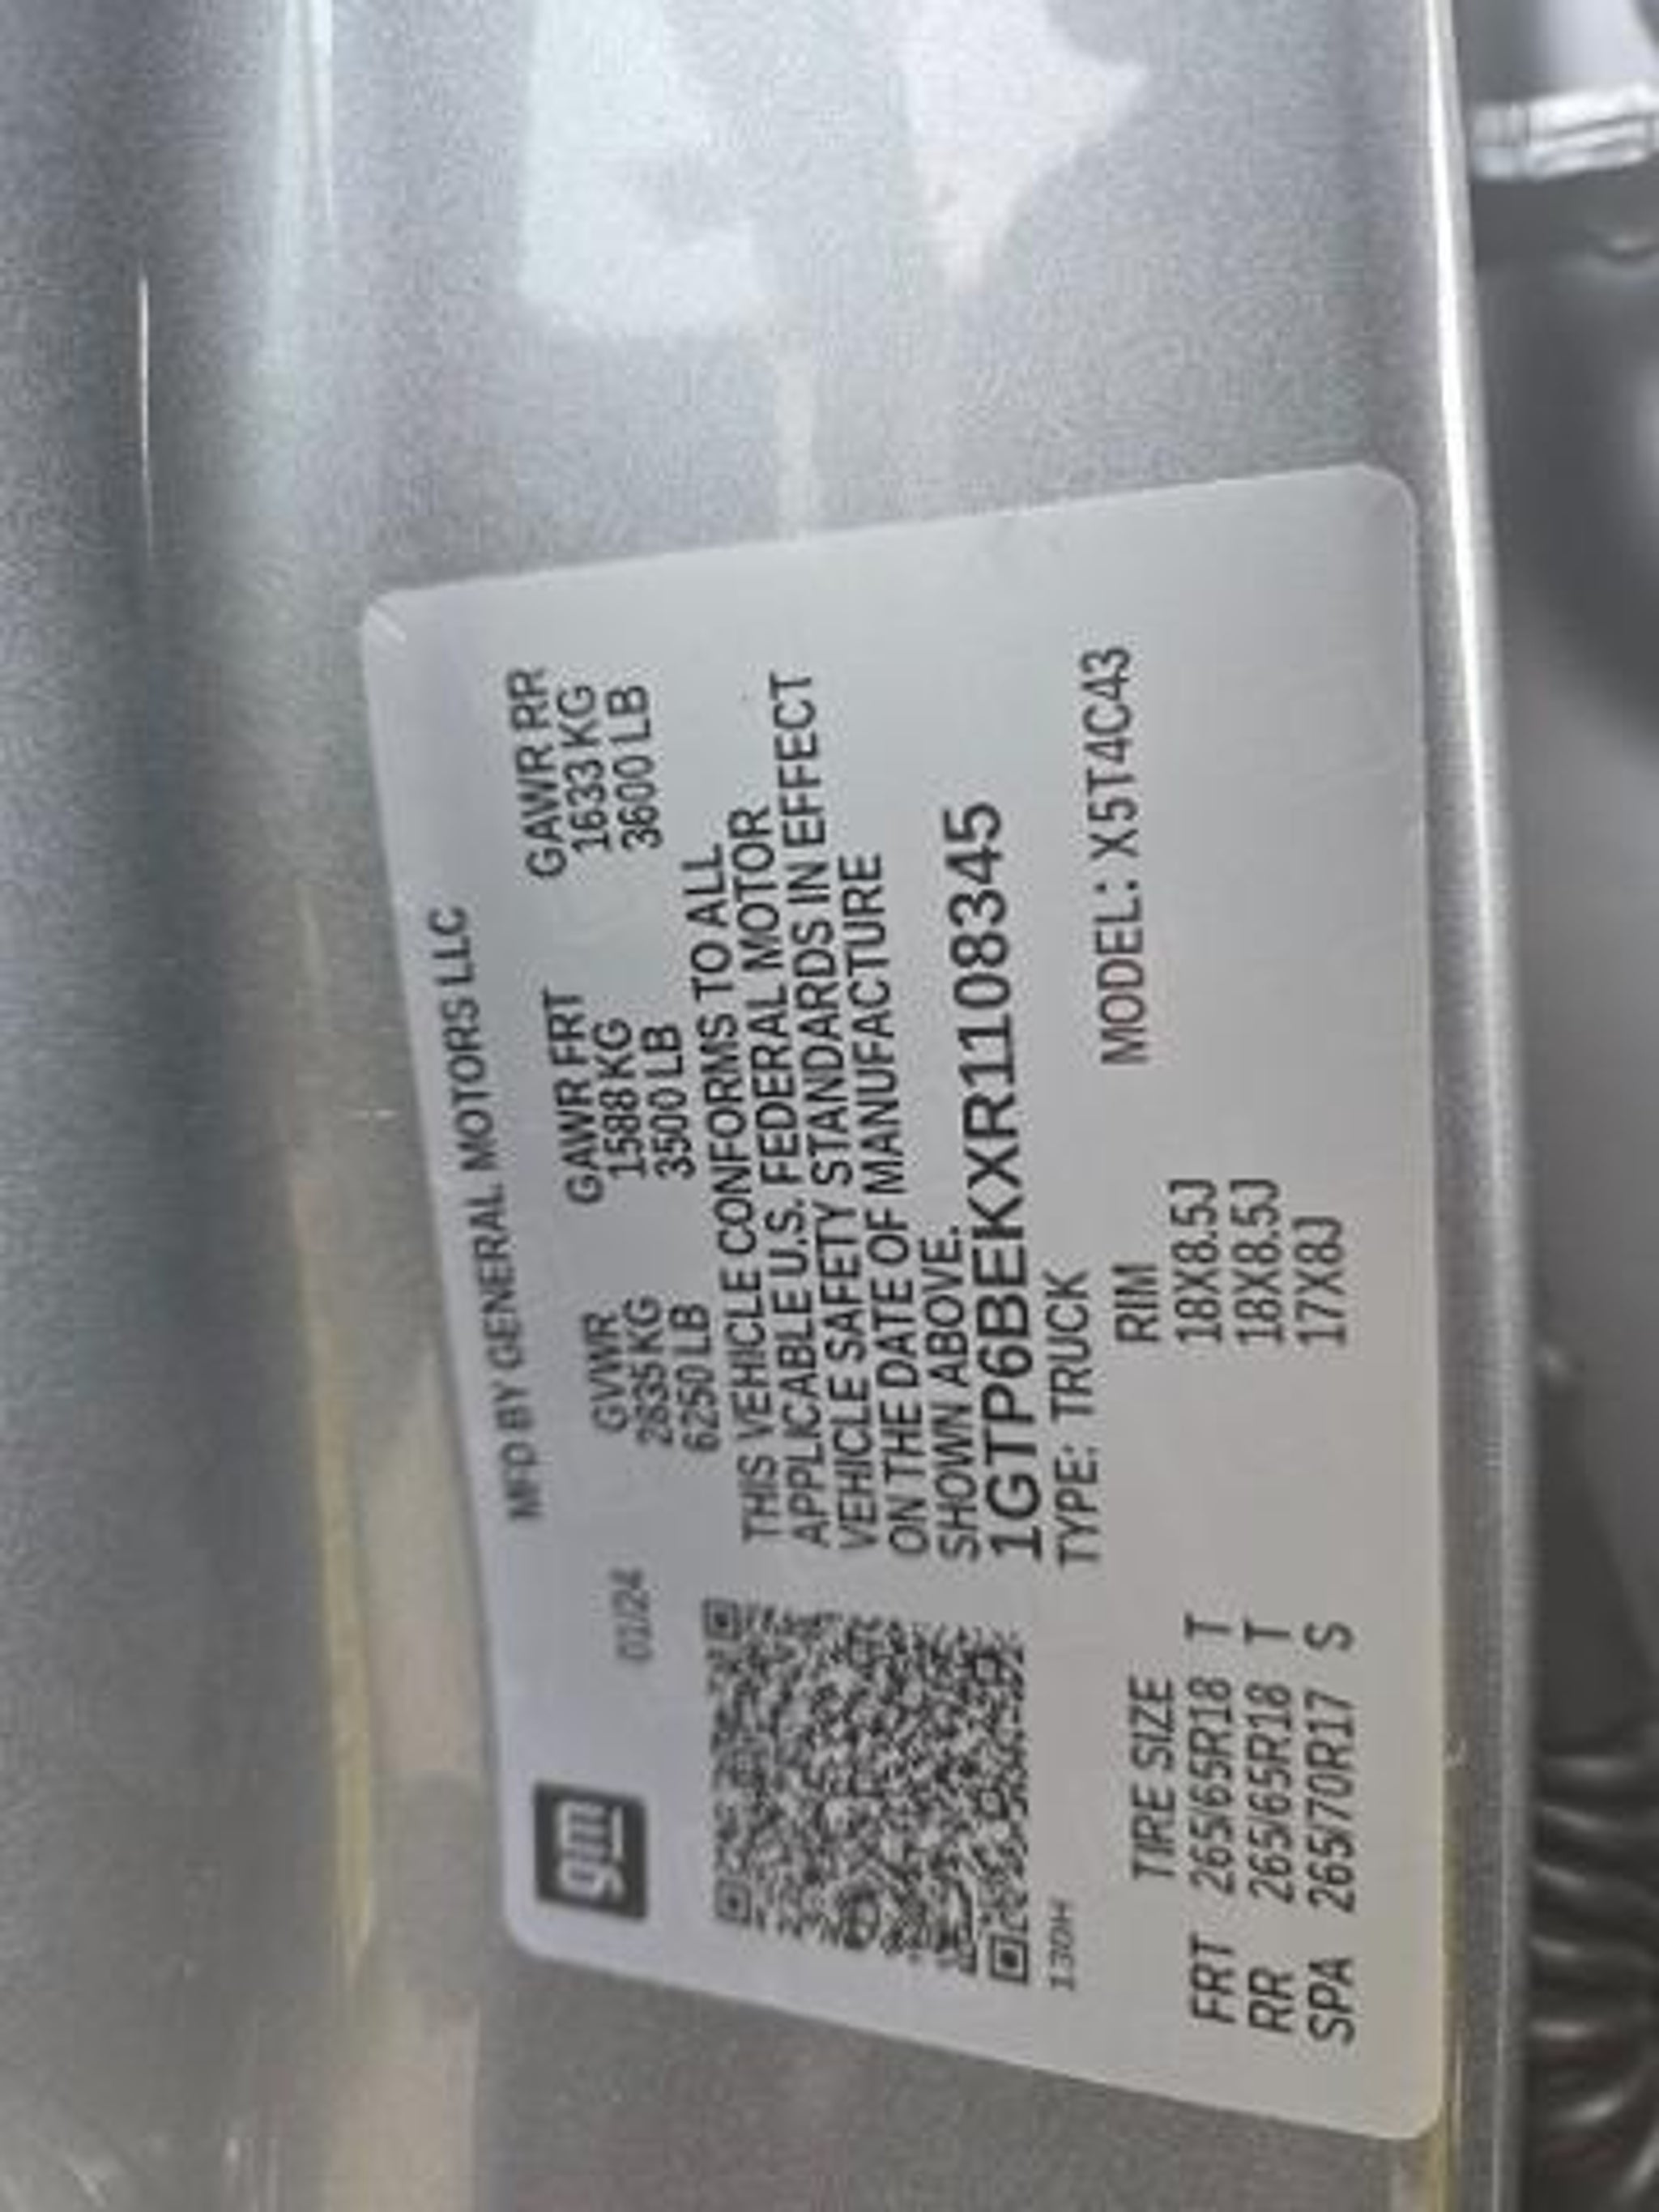 gm
MFD BY GENERAL MOTORS LLC
01/24
GVWR GAWR FRT GAWR RR
2835 KG 1588 KG 1633 KG
6250 LB 3500 LB 3600 LB
THIS VEHICLE CONFORMS TO ALL
APPLICABLE U.S. FEDERAL MOTOR
VEHICLE SAFETY STANDARDS IN EFFECT
ON THE DATE OF MANUFACTURE
SHOWN ABOVE.
1GTP6BEKXR1108345
130IH
TYPE: TRUCK MODEL: X5T4C43
TIRE SIZE RIM
FRT 265/65R18 T 18X8.5J
RR 265/65R18 T 18X8.5J
SPA 265/70R17 S 17X8J